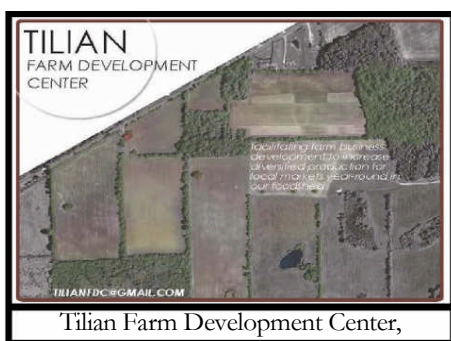 TILIAN
FARM DEVELOPMENT
CENTER
facilitating farm business
development to increase
diversified production for
local markets year-round in
our foodshed
TILIANFDC@GMAIL.COM
Tilian Farm Development Center,